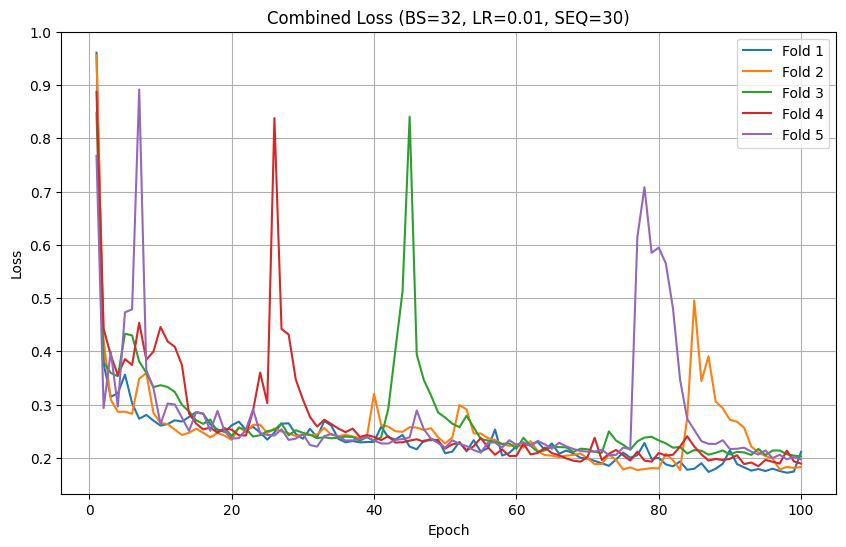 Combined Loss (BS=32, LR=0.01, SEQ=30)
1.0
0.9
0.8
0.7
0.6
0.5
0.4
0.3
0.2
Loss
Fold 1
Fold 2
Fold 3
Fold 4
Fold 5
0 20 40 60 80 100
Epoch